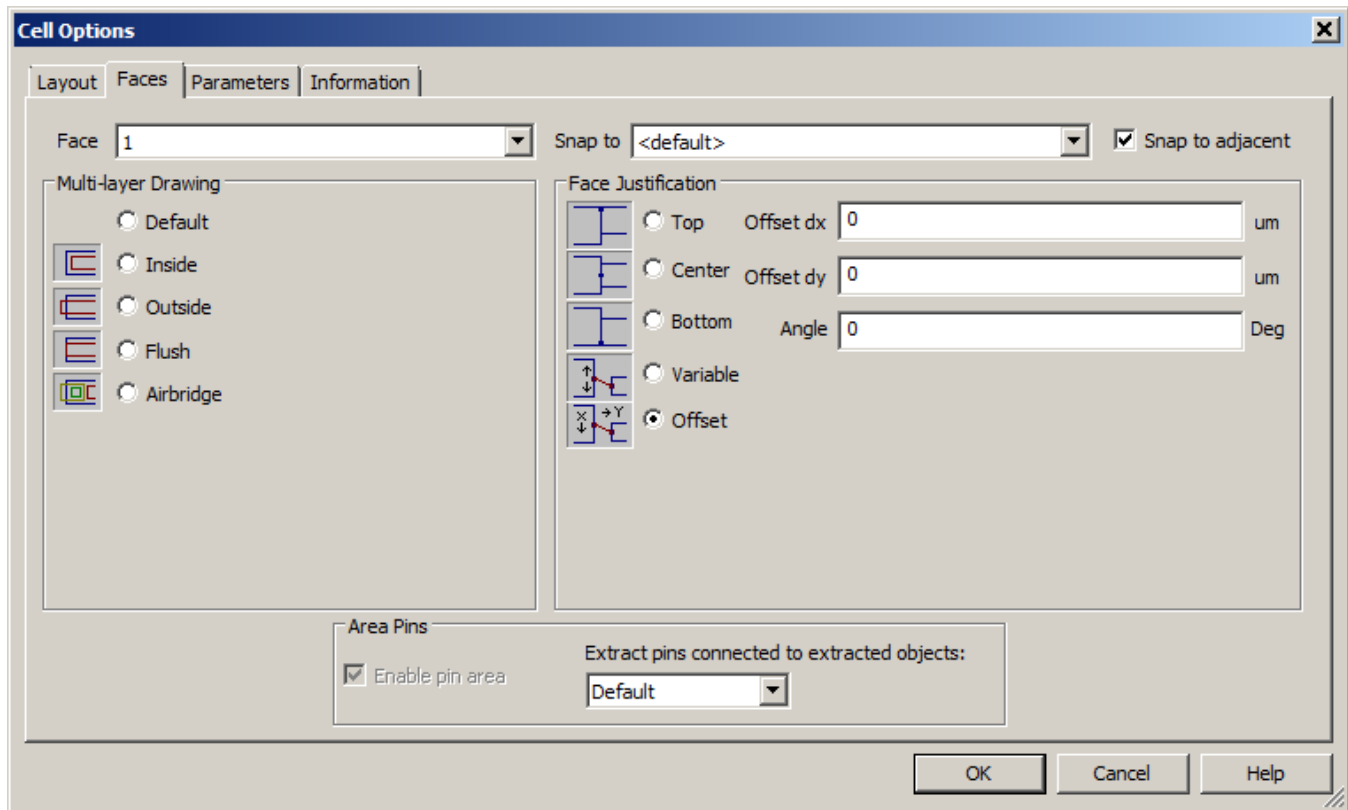 Cell Options
Layout Faces Parameters Information
Face 1 Snap to <default> Snap to adjacent
Multi-layer Drawing
Default
Inside
Outside
Flush
Airbridge
Face Justification
Top Offset dx 0 um
Center Offset dy 0 um
Bottom Angle 0 Deg
Variable
X Y
Offset
Area Pins
Enable pin area
Extract pins connected to extracted objects:
Default
OK Cancel Help